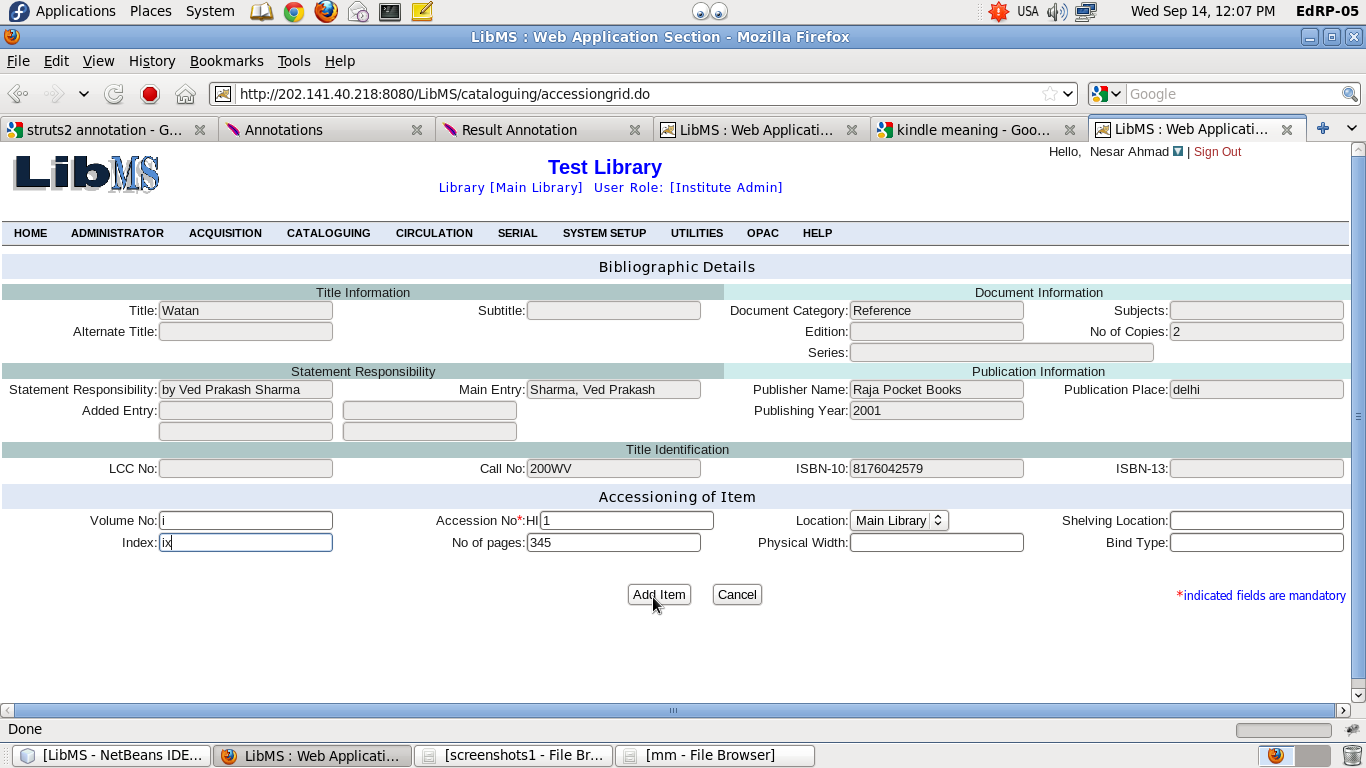 Applications Places System USA Wed Sep 14, 12:07 PM EdRP-05
LibMS : Web Application Section - Mozilla Firefox
File Edit View History Bookmarks Tools Help
http://202.141.40.218:8080/LibMS/cataloguing/accessiongrid.do Google
struts2 annotation - G... Annotations Result Annotation LibMS : Web Applicati... kindle meaning - Goo... LibMS : Web Applicati...
Hello, Nesar Ahmad | Sign Out
LibMS
Test Library
Library [Main Library] User Role: [Institute Admin]
HOME ADMINISTRATOR ACQUISITION CATALOGUING CIRCULATION SERIAL SYSTEM SETUP UTILITIES OPAC HELP
Bibliographic Details
Title Information Document Information
Title: Watan Subtitle: Document Category: Reference Subjects:
Alternate Title: Edition: No of Copies: 2
Series:
Statement Responsibility Publication Information
Statement Responsibility: by Ved Prakash Sharma Main Entry: Sharma, Ved Prakash Publisher Name: Raja Pocket Books Publication Place: delhi
Added Entry: Publishing Year: 2001
Title Identification
LCC No: Call No: 200WV ISBN-10: 8176042579 ISBN-13:
Accessioning of Item
Volume No: i Accession No*:HI 1 Location: Main Library Shelving Location:
Index: ix No of pages: 345 Physical Width: Bind Type:
Add Item Cancel *indicated fields are mandatory
Done
[LibMS - NetBeans IDE... LibMS : Web Applicati... [screenshots1 - File Br... [mm - File Browser]